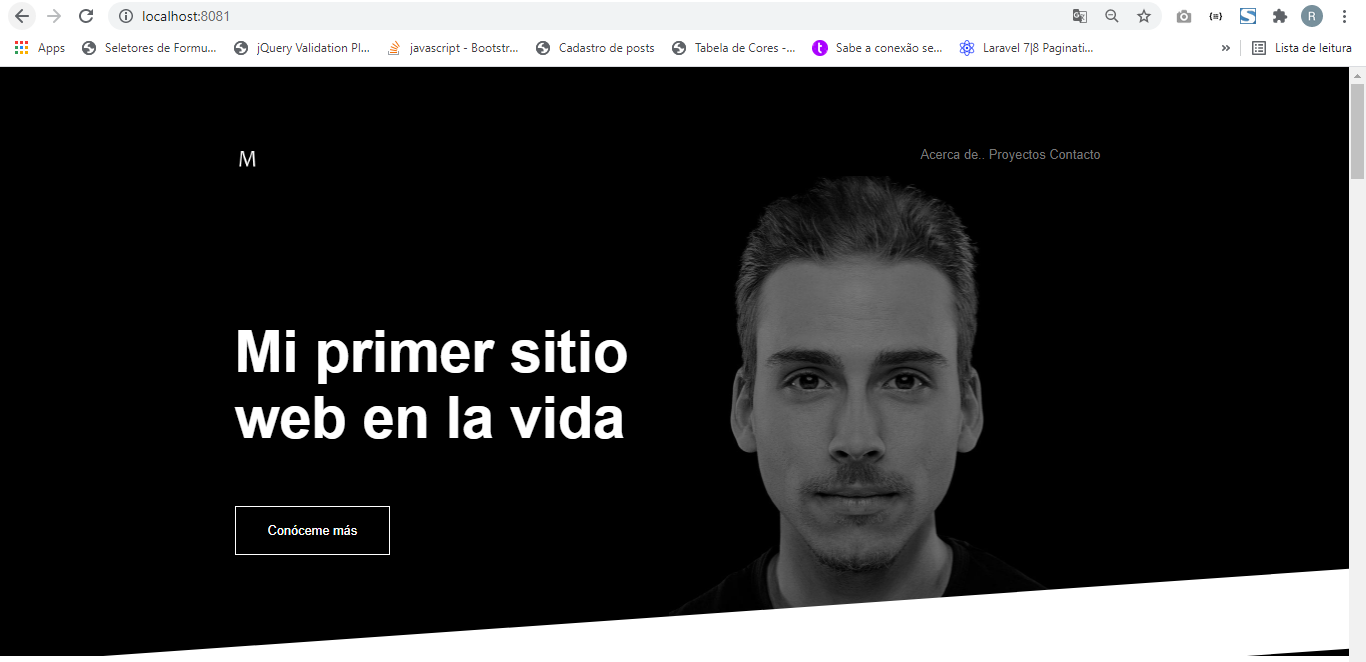 localhost:8081
Apps Seletores de Formu... jQuery Validation Pl... javascript - Bootstr... Cadastro de posts Tabela de Cores -... Sabe a conexão se... Laravel 7|8 Paginati... » Lista de leitura
M
Acerca de.. Proyectos Contacto
Mi primer sitio
web en la vida
Conóceme más